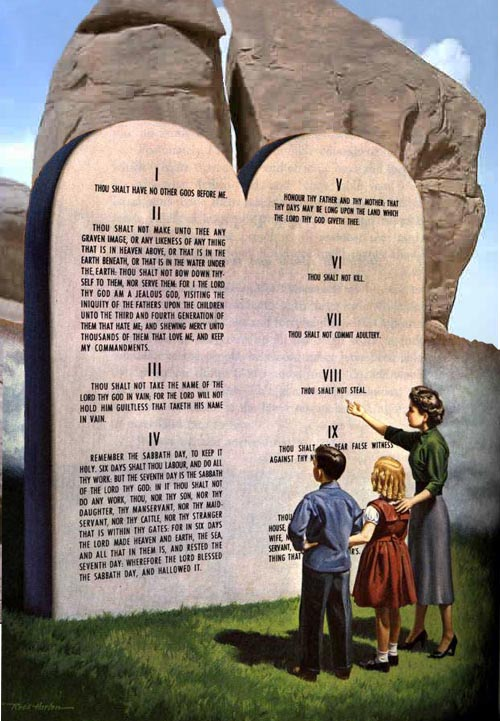 I
THOU SHALT HAVE NO OTHER GODS BEFORE ME.
II
THOU SHALT NOT MAKE UNTO THEE ANY
GRAVEN IMAGE, OR ANY LIKENESS OF ANY THING
THAT IS IN HEAVEN ABOVE, OR THAT IS IN THE
EARTH BENEATH, OR THAT IS IN THE WATER UNDER
THE EARTH: THOU SHALT NOT BOW DOWN THY-
SELF TO THEM, NOR SERVE THEM: FOR I THE LORD
THY GOD AM A JEALOUS GOD, VISITING THE
INIQUITY OF THE FATHERS UPON THE CHILDREN
UNTO THE THIRD AND FOURTH GENERATION OF
THEM THAT HATE ME; AND SHEWING MERCY UNTO
THOUSANDS OF THEM THAT LOVE ME, AND KEEP
MY COMMANDMENTS.
III
THOU SHALT NOT TAKE THE NAME OF THE
LORD THY GOD IN VAIN; FOR THE LORD WILL NOT
HOLD HIM GUILTLESS THAT TAKETH HIS NAME
IN VAIN.
IV
REMEMBER THE SABBATH DAY, TO KEEP IT
HOLY. SIX DAYS SHALT THOU LABOUR, AND DO ALL
THY WORK: BUT THE SEVENTH DAY IS THE SABBATH
OF THE LORD THY GOD: IN IT THOU SHALT NOT
DO ANY WORK, THOU, NOR THY SON, NOR THY
DAUGHTER, THY MANSERVANT, NOR THY MAID-
SERVANT, NOR THY CATTLE, NOR THY STRANGER
THAT IS WITHIN THY GATES: FOR IN SIX DAYS
THE LORD MADE HEAVEN AND EARTH, THE SEA,
AND ALL THAT IN THEM IS, AND RESTED THE
SEVENTH DAY: WHEREFORE THE LORD BLESSED
THE SABBATH DAY, AND HALLOWED IT.
V
HONOUR THY FATHER AND THY MOTHER: THAT
THY DAYS MAY BE LONG UPON THE LAND WHICH
THE LORD THY GOD GIVETH THEE.
VI
THOU SHALT NOT KILL.
VII
THOU SHALT NOT COMMIT ADULTERY.
VIII
THOU SHALT NOT STEAL.
IX
THOU SHALT NOT BEAR FALSE WITNESS
AGAINST THY
THOU
HOUSE,
WIFE,
SERVANT,
THING THAT